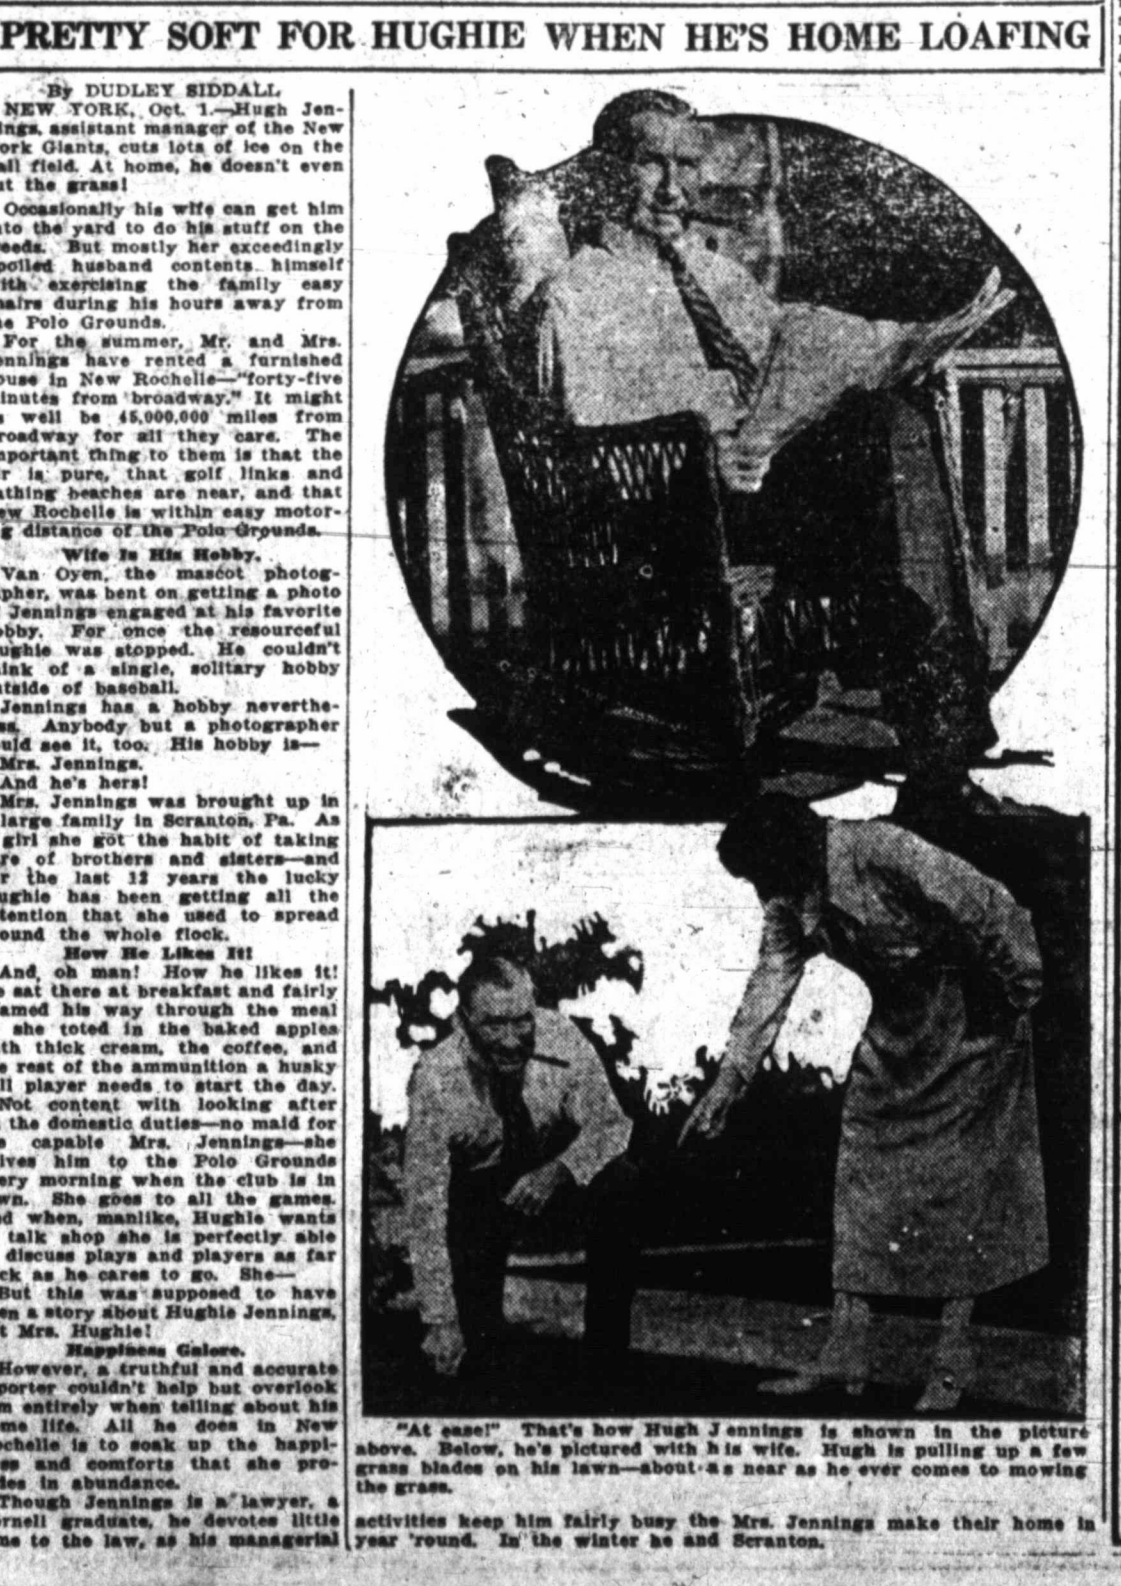 PRETTY SOFT FOR HUGHIE WHEN HE'S HOME LOAFING
By DUDLEY SIDDALL
NEW YORK, Oct. 1.—Hugh Jen-
ings, assistant manager of the New
ork Giants, cuts lots of ice on the
all field. At home, he doesn't even
ut the grass!
Occasionally his wife can get him
nto the yard to do his stuff on the
eeds. But mostly her exceedingly
poiled husband contents himself
ith exercising the family easy
hairs during his hours away from
he Polo Grounds.
For the summer, Mr. and Mrs.
ennings have rented a furnished
ouse in New Rochelle—"forty-five
inutes from broadway." It might
s well be 45,000,000 miles from
roadway for all they care. The
mportant thing to them is that the
ir is pure, that golf links and
athing beaches are near, and that
ew Rochelle is within easy motor-
g distance of the Polo Grounds.
Wife Is His Hobby.
Van Oyen, the mascot photog-
apher, was bent on getting a photo
Jennings engaged at his favorite
obby. For once the resourceful
ughie was stopped. He couldn't
ink of a single, solitary hobby
utside of baseball.
Jennings has a hobby neverthe-
ss. Anybody but a photographer
uld see it, too. His hobby is—
Mrs. Jennings.
And he's hers!
Mrs. Jennings was brought up in
large family in Scranton, Pa. As
girl she got the habit of taking
re of brothers and sisters—and
r the last 12 years the lucky
ughie has been getting all the
tention that she used to spread
ound the whole flock.
How He Likes It!
And, oh man! How he likes it!
e sat there at breakfast and fairly
amed his way through the meal
she toted in the baked apples
th thick cream, the coffee, and
e rest of the ammunition a husky
ll player needs to start the day.
Not content with looking after
the domestic duties—no maid for
e capable Mrs. Jennings—she
ives him to the Polo Grounds
ery morning when the club is in
wn. She goes to all the games.
d when, manlike, Hughie wants
talk shop she is perfectly able
discuss plays and players as far
ck as he cares to go. She—
But this was supposed to have
en a story about Hughie Jennings,
t Mrs. Hughie!
Happiness Galore.
However, a truthful and accurate
porter couldn't help but overlook
m entirely when telling about his
me life. All he does in New
ochelle is to soak up the happi-
ess and comforts that she pro-
ides in abundance.
Though Jennings is a lawyer, a
ornell graduate, he devotes little
me to the law, as his managerial
"At ease!" That's how Hugh Jennings is shown in the picture
above. Below, he's pictured with his wife. Hugh is pulling up a few
grass blades on his lawn—about as near as he ever comes to mowing
the grass.
activities keep him fairly busy the
year 'round. In the winter he and
Mrs. Jennings make their home in
Scranton.